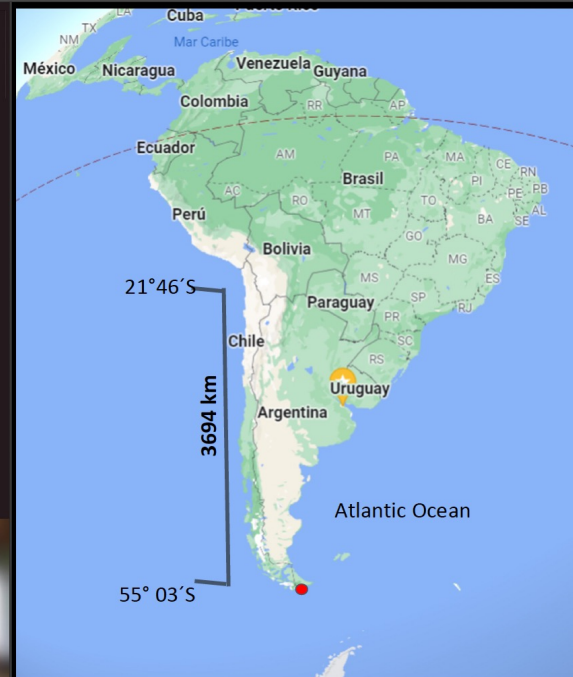 LA
Cuba
TX
Mar Caribe
NM
México
Nicaragua
Venezuela
Guyana
Colombia
RR
AP
Ecuador
AM
PA
MA
CE
RN
Brasil
PI
PB
PE
AC
RO
TO
AL
Perú
MT
BA
SE
GO
Bolivia
MG
MS
ES
21°46´S
SP
Paraguay
RJ
PR
Chile
SC
RS
Uruguay
3694 km
Argentina
Atlantic Ocean
55° 03´S